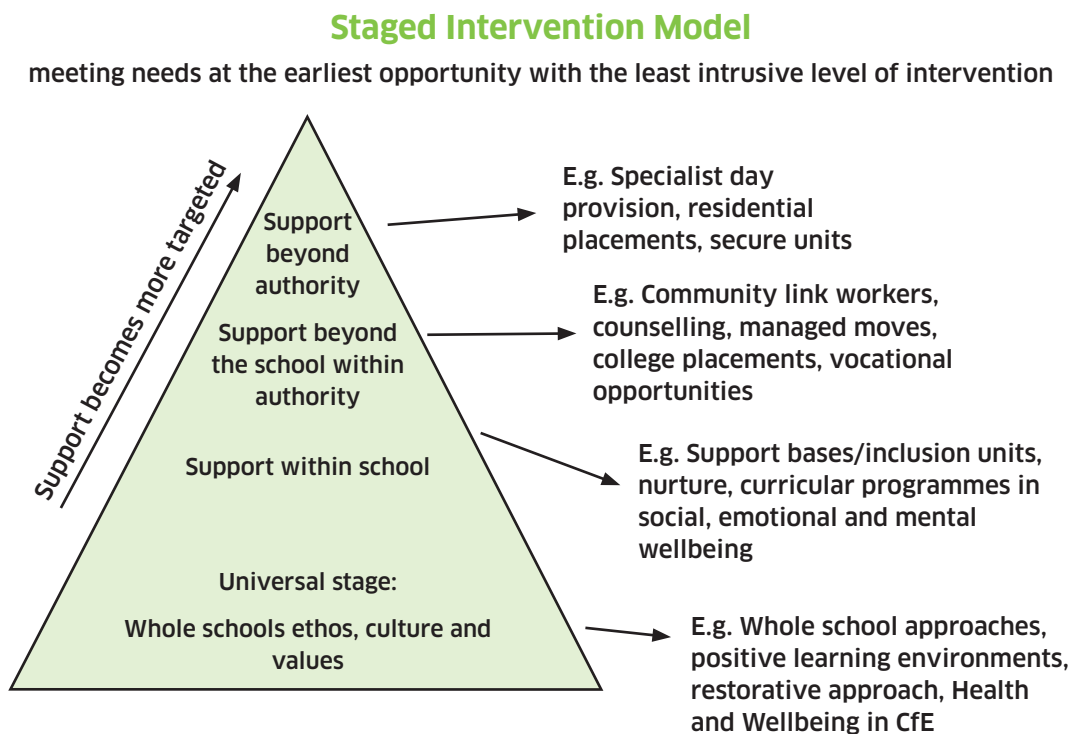 Staged Intervention Model
meeting needs at the earliest opportunity with the least intrusive level of intervention
Support becomes more targeted
Support
beyond
authority
E.g. Specialist day
provision, residential
placements, secure units
Support beyond
the school within
authority
E.g. Community link workers,
counselling, managed moves,
college placements, vocational
opportunities
Support within school
E.g. Support bases/inclusion units,
nurture, curricular programmes in
social, emotional and mental
wellbeing
Universal stage:
Whole schools ethos, culture and
values
E.g. Whole school approaches,
positive learning environments,
restorative approach, Health
and Wellbeing in CfE